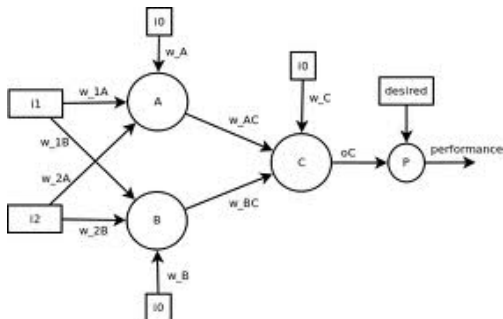 i0
w_A
i0
i1
w_1A
A
w_C
desired
w_1B
w_AC
performance
w_2A
C
oC
P
i2
w_2B
B
w_BC
w_B
i0